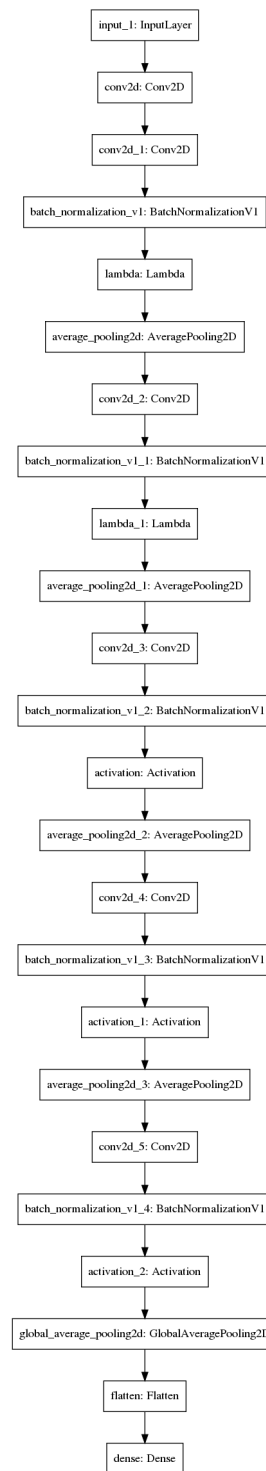 input_1: InputLayer
conv2d: Conv2D
conv2d_1: Conv2D
batch_normalization_v1: BatchNormalizationV1
lambda: Lambda
average_pooling2d: AveragePooling2D
conv2d_2: Conv2D
batch_normalization_v1_1: BatchNormalizationV1
lambda_1: Lambda
average_pooling2d_1: AveragePooling2D
conv2d_3: Conv2D
batch_normalization_v1_2: BatchNormalizationV1
activation: Activation
average_pooling2d_2: AveragePooling2D
conv2d_4: Conv2D
batch_normalization_v1_3: BatchNormalizationV1
activation_1: Activation
average_pooling2d_3: AveragePooling2D
conv2d_5: Conv2D
batch_normalization_v1_4: BatchNormalizationV1
activation_2: Activation
global_average_pooling2d: GlobalAveragePooling2D
flatten: Flatten
dense: Dense